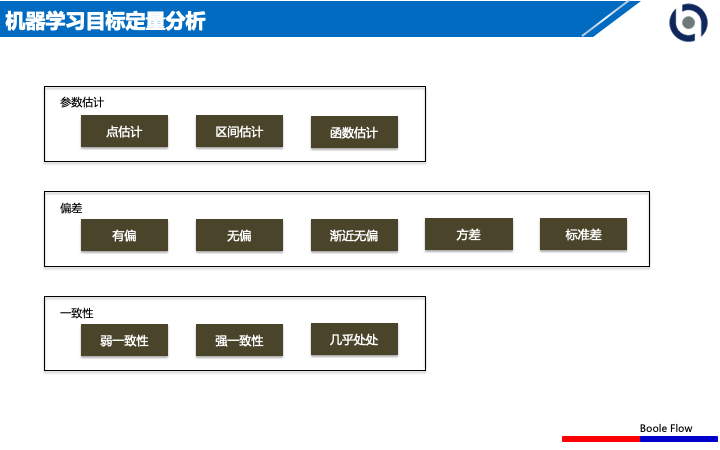 机器学习目标定量分析
参数估计
点估计
区间估计
函数估计
偏差
有偏
无偏
渐近无偏
方差
标准差
一致性
弱一致性
强一致性
几乎处处
Boole Flow